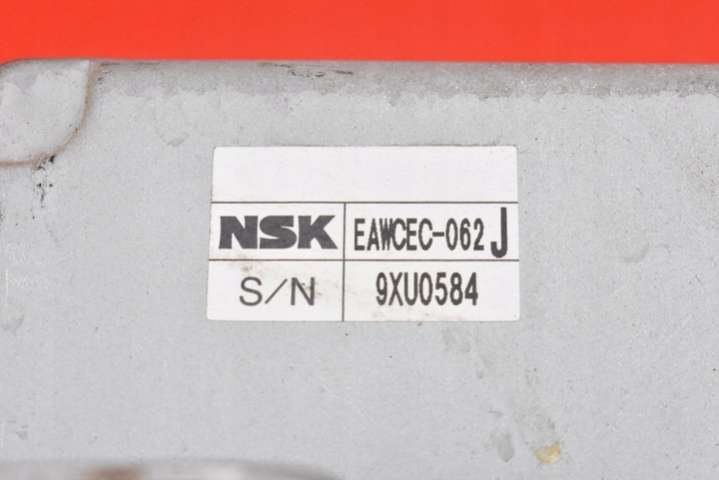 NSK EAWCEC-062 J
S/N 9XU0584